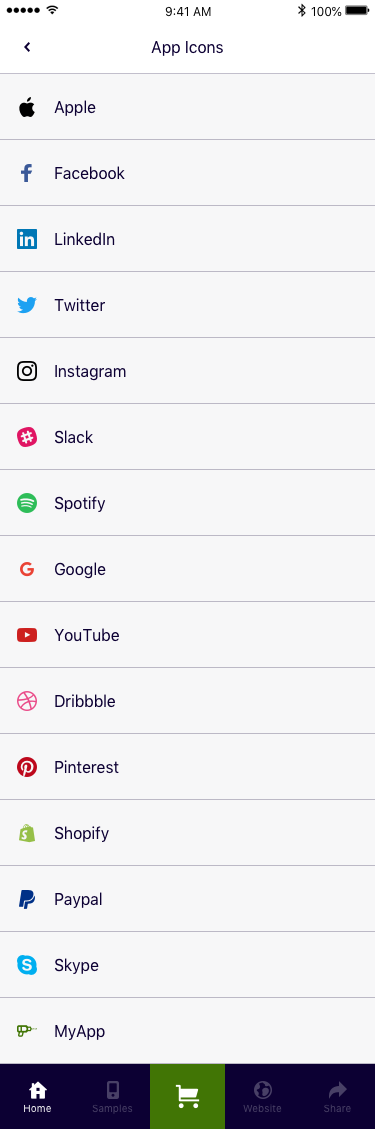 9:41 AM 100%
App Icons
Apple
Facebook
LinkedIn
Twitter
Instagram
Slack
Spotify
Google
YouTube
Dribbble
Pinterest
Shopify
Paypal
Skype
MyApp
Home Samples Website Share